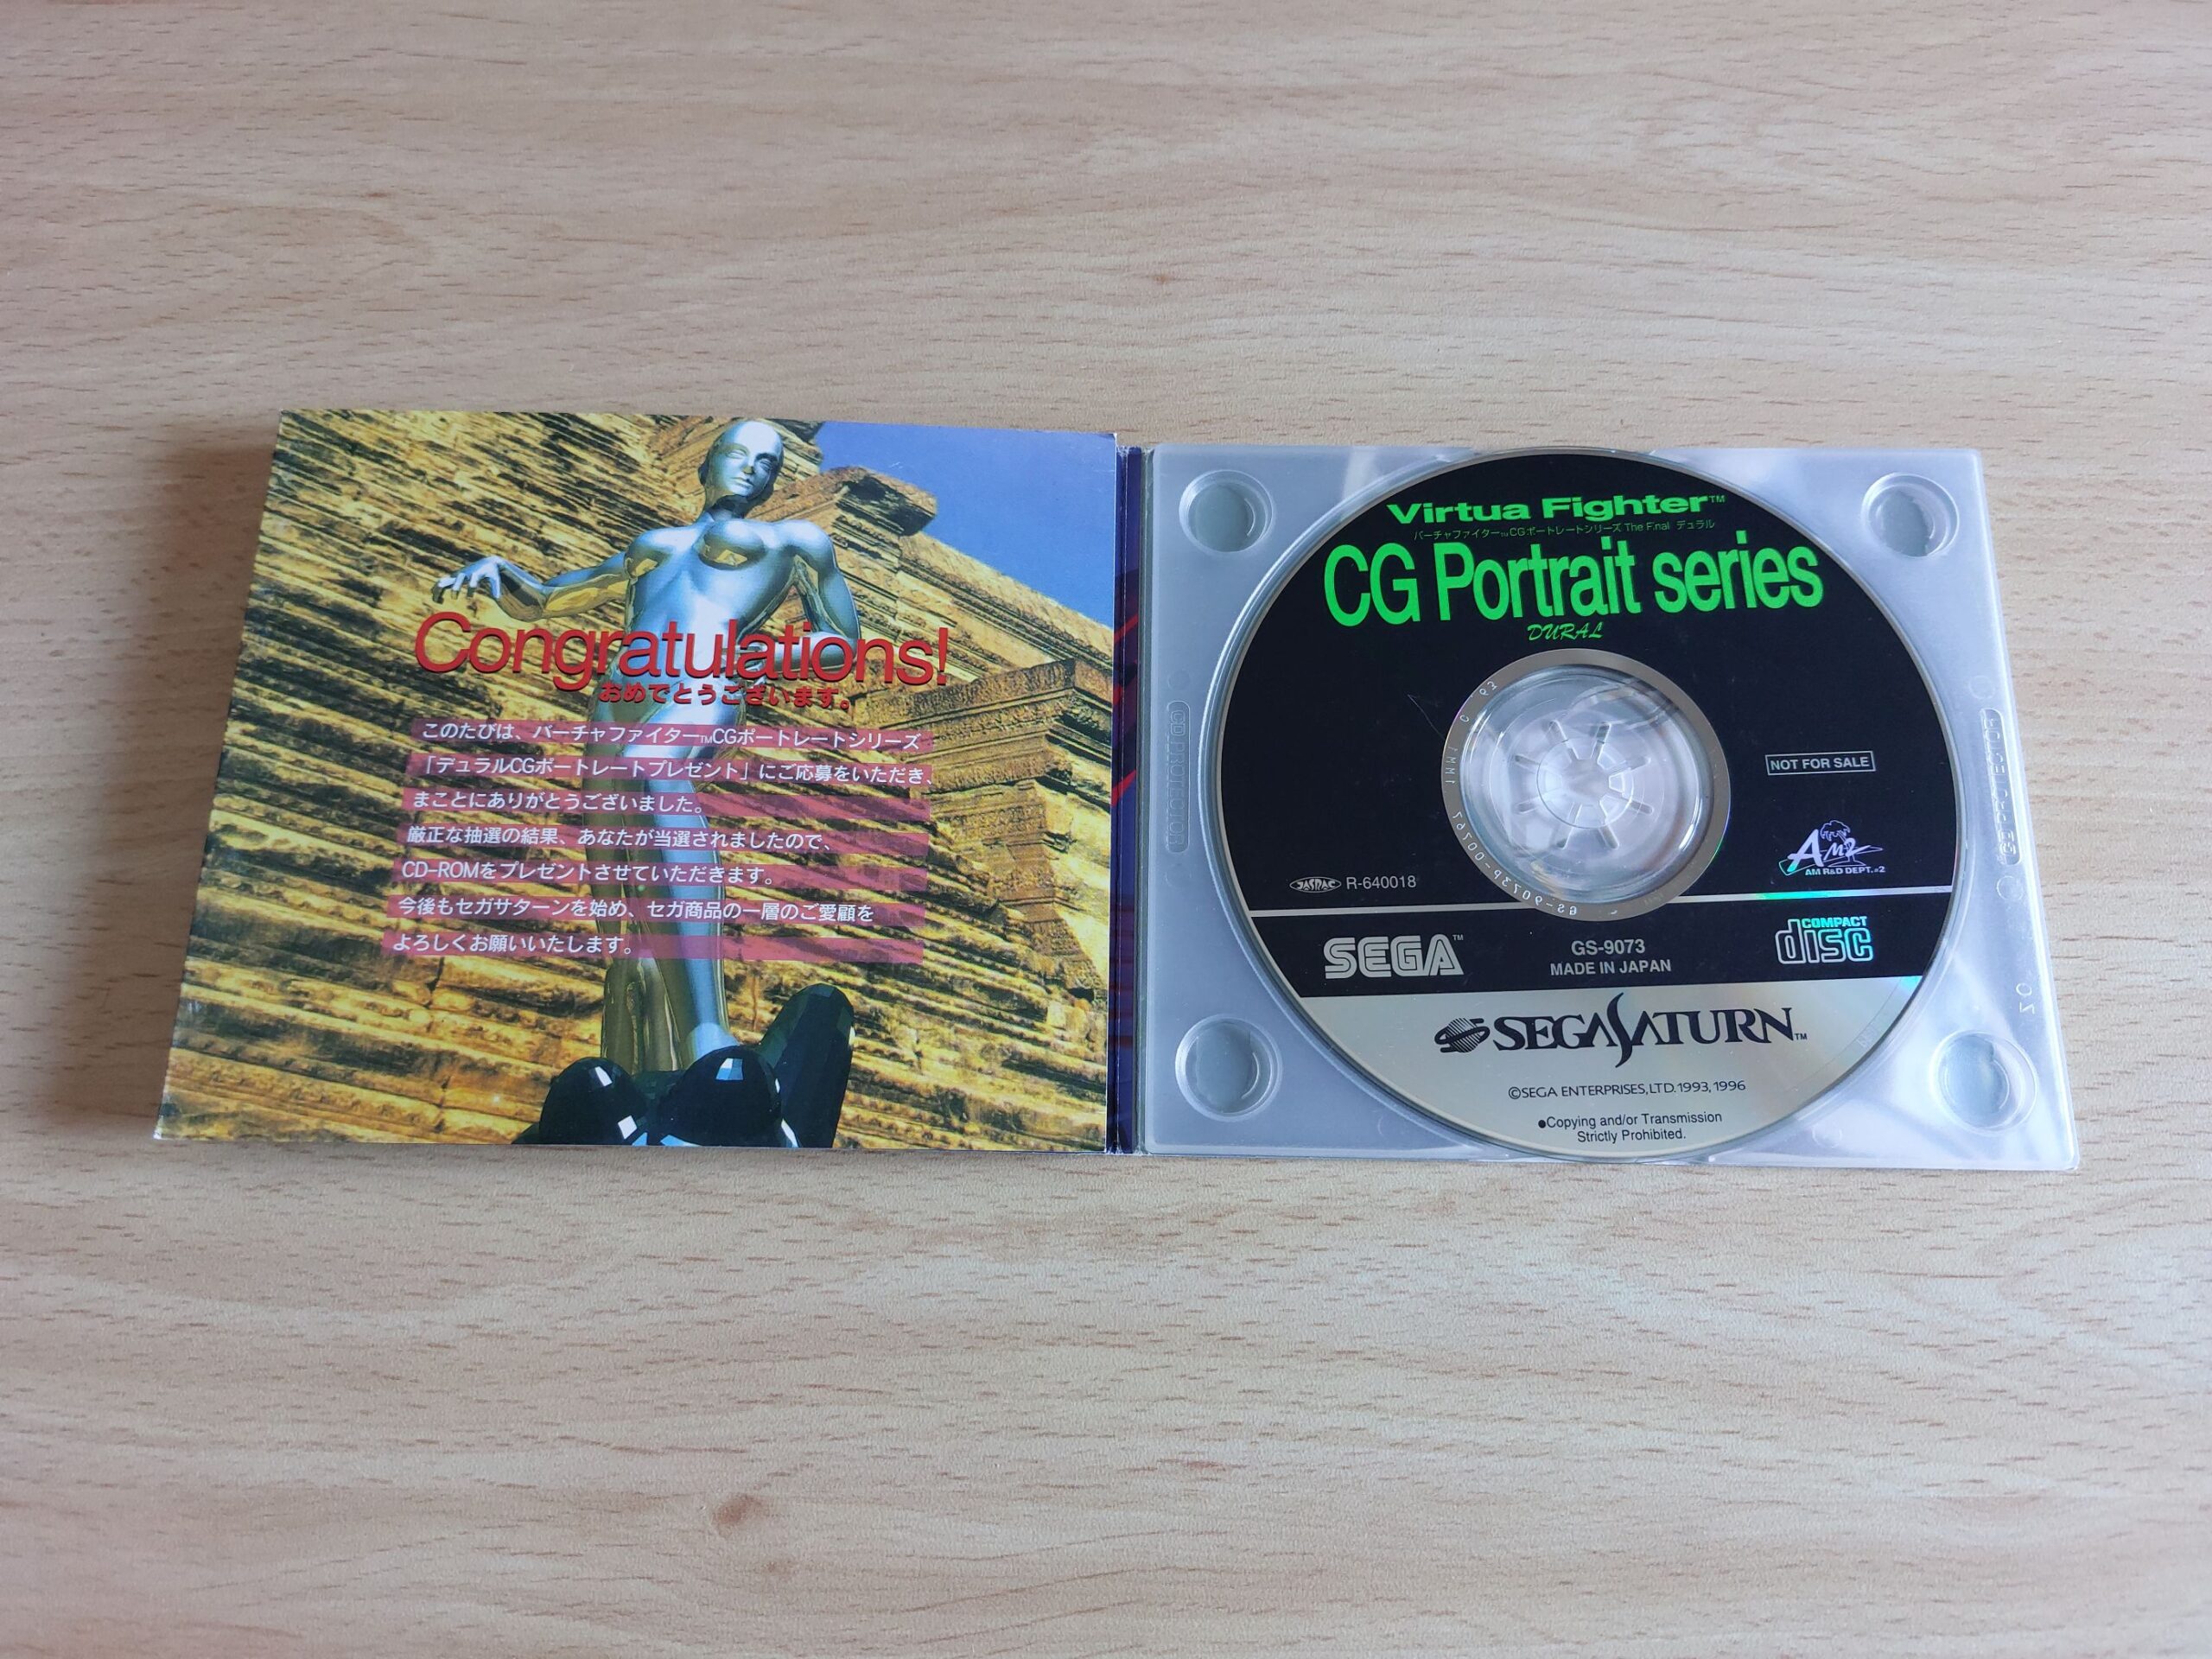 Congratulations!
おめでとうございます。
このたびは、バーチャファイター™CGポートレートシリーズ
「デュラルCGポートレートプレゼント」にご応募をいただき、
まことにありがとうございました。
厳正な抽選の結果、あなたが当選されましたので、
CD-ROMをプレゼントさせていただきます。
今後もセガサターンを始め、セガ商品の一層のご愛顧を
よろしくお願いいたします。
Virtua Fighter™
バーチャファイター™CGポートレートシリーズ The Final デュラル
CG Portrait series
DURAL
NOT FOR SALE
AM2
AM R&D DEPT.#2
JASRAC R-640018
SEGA™
GS-9073
MADE IN JAPAN
COMPACT
disc
SEGA SATURN™
©SEGA ENTERPRISES,LTD.1993,1996
●Copying and/or Transmission
Strictly Prohibited.
CD PROTECTOR